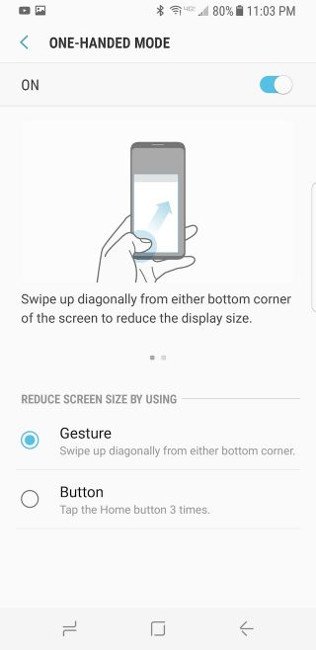 80% 11:03 PM
ONE-HANDED MODE
ON
Swipe up diagonally from either bottom corner
of the screen to reduce the display size.
REDUCE SCREEN SIZE BY USING
Gesture
Swipe up diagonally from either bottom corner.
Button
Tap the Home button 3 times.